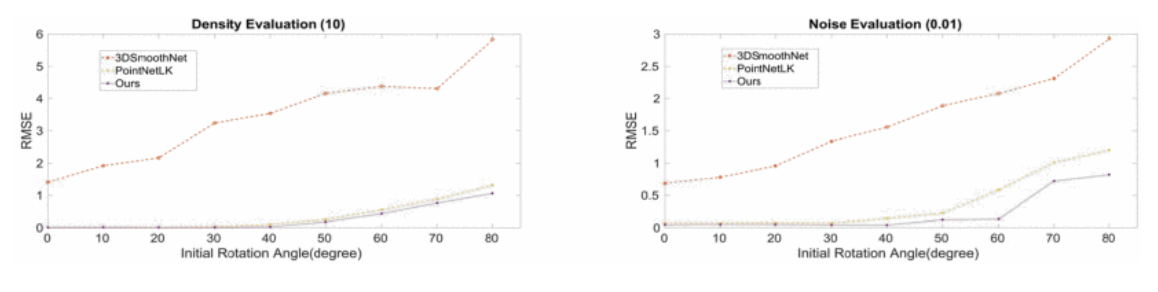 Density Evaluation (10)
6
5
4
3
2
1
0
RMSE
3DSmoothNet
PointNetLK
Ours
0 10 20 30 40 50 60 70 80
Initial Rotation Angle(degree)
Noise Evaluation (0.01)
3
2.5
2
1.5
1
0.5
0
RMSE
3DSmoothNet
PointNetLK
Ours
0 10 20 30 40 50 60 70 80
Initial Rotation Angle(degree)